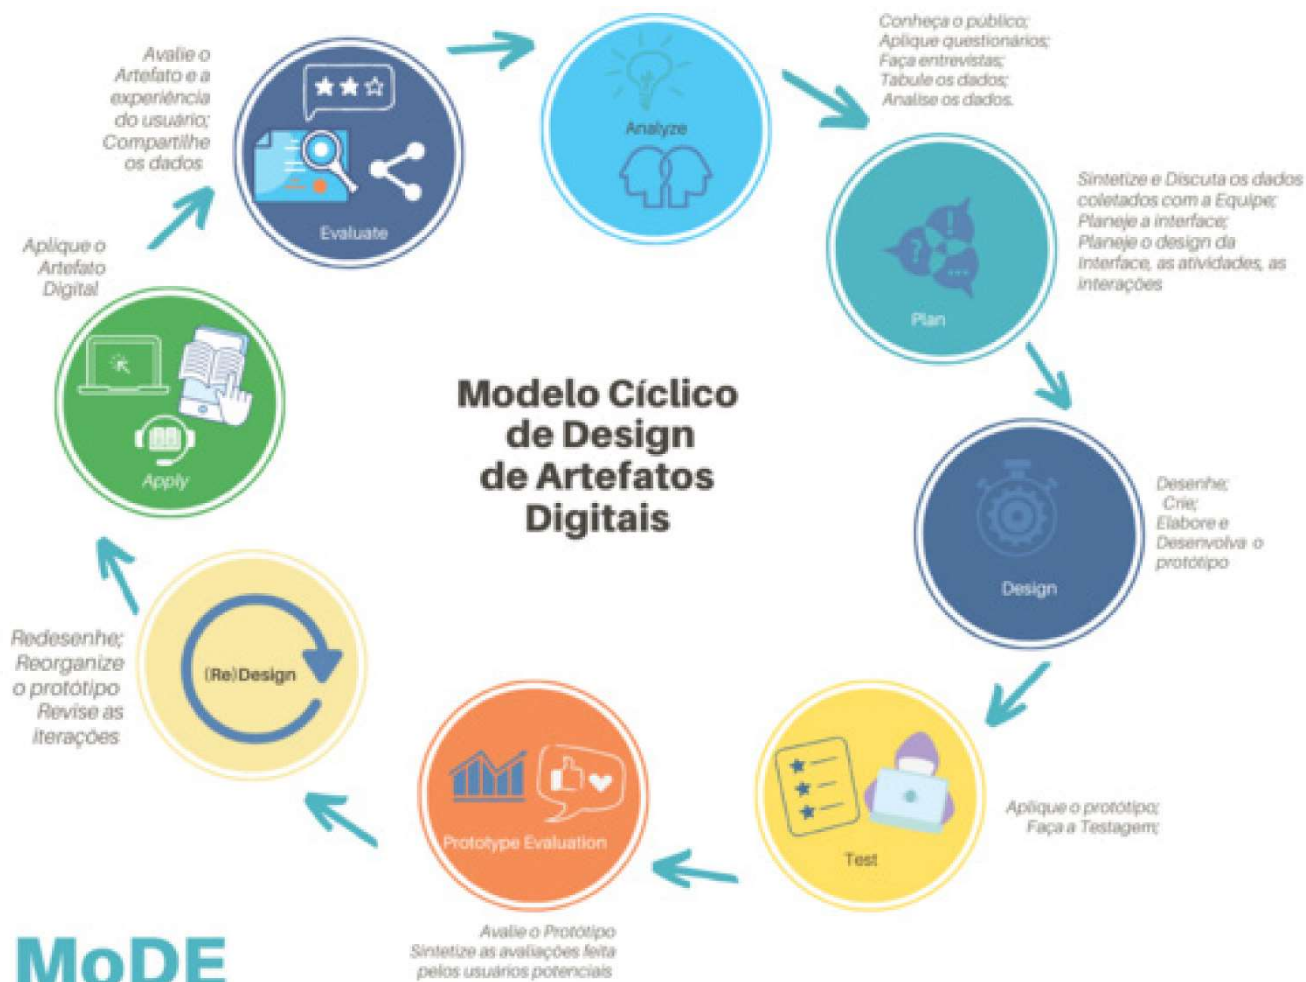 Conheça o público;
Aplique questionários;
Faça entrevistas;
Tabule os dados;
Analise os dados.
Analyze
Sintetize e Discuta os dados
coletados com a Equipe;
Planeje a interface;
Planeje o design da
Interface, as atividades, as
interações
!
?
...
Plan
Desenhe;
Crie;
Elabore e
Desenvolva o
protótipo
Design
Aplique o protótipo;
Faça a Testagem;
Test
Prototype Evaluation
Avalie o Protótipo
Sintetize as avaliações feita
pelos usuários potenciais
(Re)Design
Redesenhe;
Reorganize
o protótipo
Revise as
iterações
Apply
Aplique o
Artefato
Digital
Evaluate
Avalie o
Artefato e a
experiência
do usuário;
Compartilhe
os dados
Modelo Cíclico
de Design
de Artefatos
Digitais
MoDE